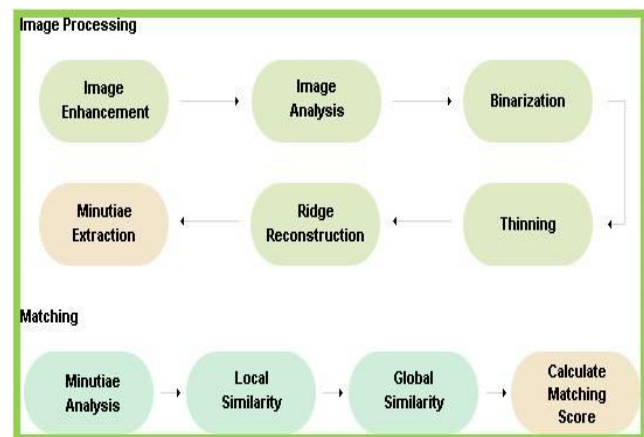 Image Processing
Image
Enhancement
Image
Analysis
Binarization
Minutiae
Extraction
Ridge
Reconstruction
Thinning
Matching
Minutiae
Analysis
Local
Similarity
Global
Similarity
Calculate
Matching
Score